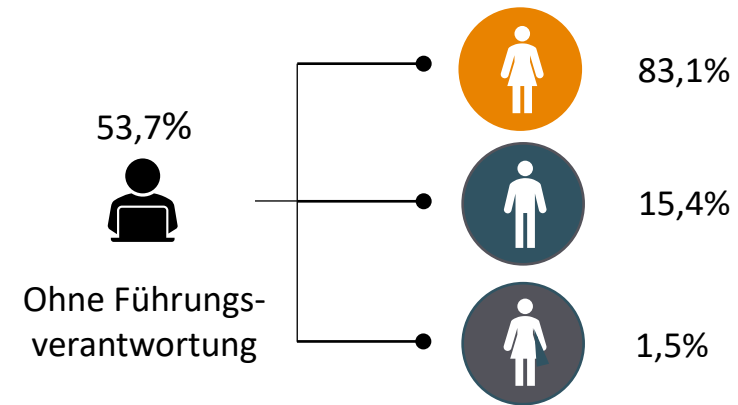 53,7%
Ohne Führungs-
verantwortung
83,1%
15,4%
1,5%